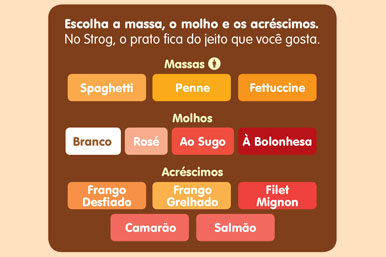 Escolha a massa, o molho e os acréscimos.
No Strog, o prato fica do jeito que você gosta.
Massas
Spaghetti Penne Fettuccine
Molhos
Branco Rosé Ao Sugo À Bolonhesa
Acréscimos
Frango Desfiado Frango Grelhado Filet Mignon
Camarão Salmão